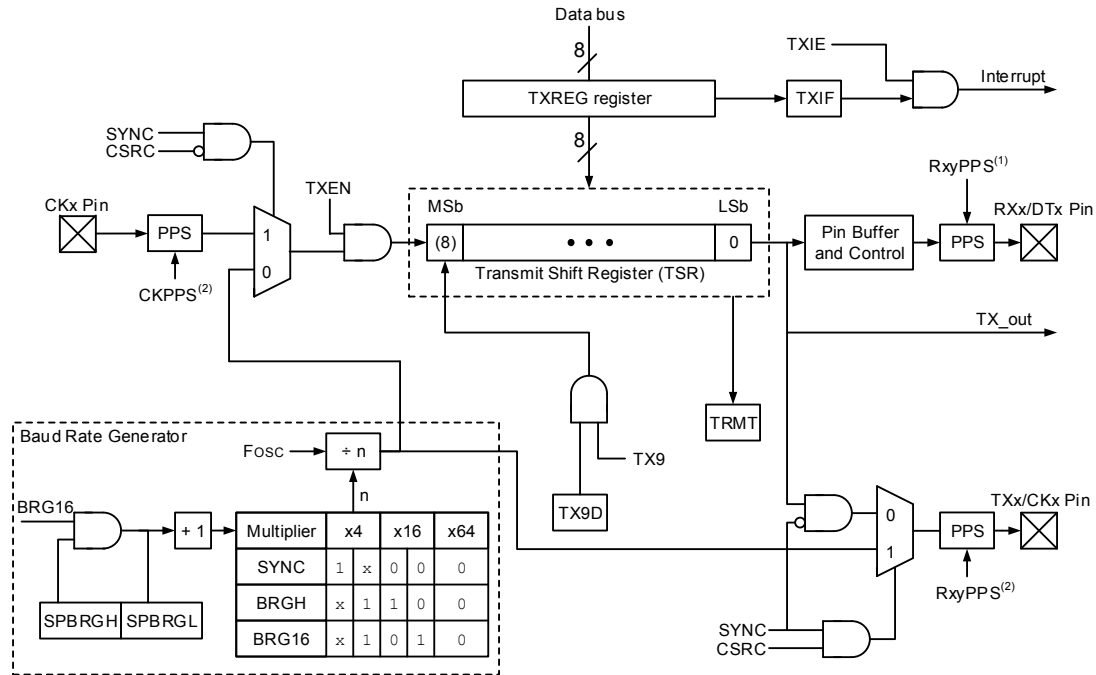 Data bus
8
TXIE
Interrupt
TXREG register
TXIF
8
SYNC
CSRC
RxyPPS(1)
TXEN
CKx Pin
MSb
LSb
RXx/DTx Pin
PPS
1
(8)
• • •
0
Pin Buffer
and Control
PPS
0
Transmit Shift Register (TSR)
CKPPS(2)
TX_out
TRMT
Baud Rate Generator
FOSC
÷ n
TX9
n
TX9D
TXx/CKx Pin
BRG16
+ 1
Multiplier x4 x16 x64
0
PPS
SYNC 1 x 0 0 0
1
BRGH x 1 1 0 0
RxyPPS(2)
SPBRGH SPBRGL
BRG16 x 1 0 1 0
SYNC
CSRC